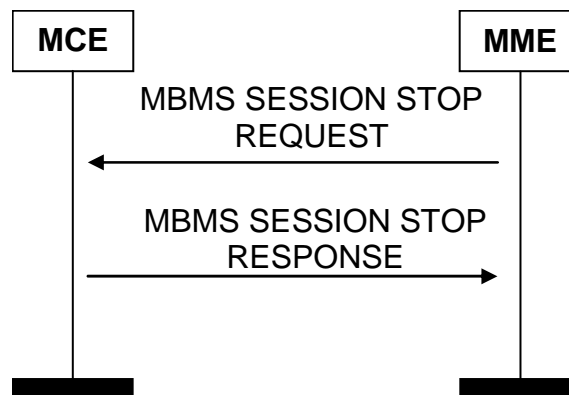 MCE
MME
MBMS SESSION STOP
REQUEST
MBMS SESSION STOP
RESPONSE